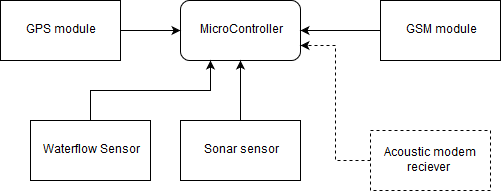 GPS module
MicroController
GSM module
Waterflow Sensor
Sonar sensor
Acoustic modem
reciever